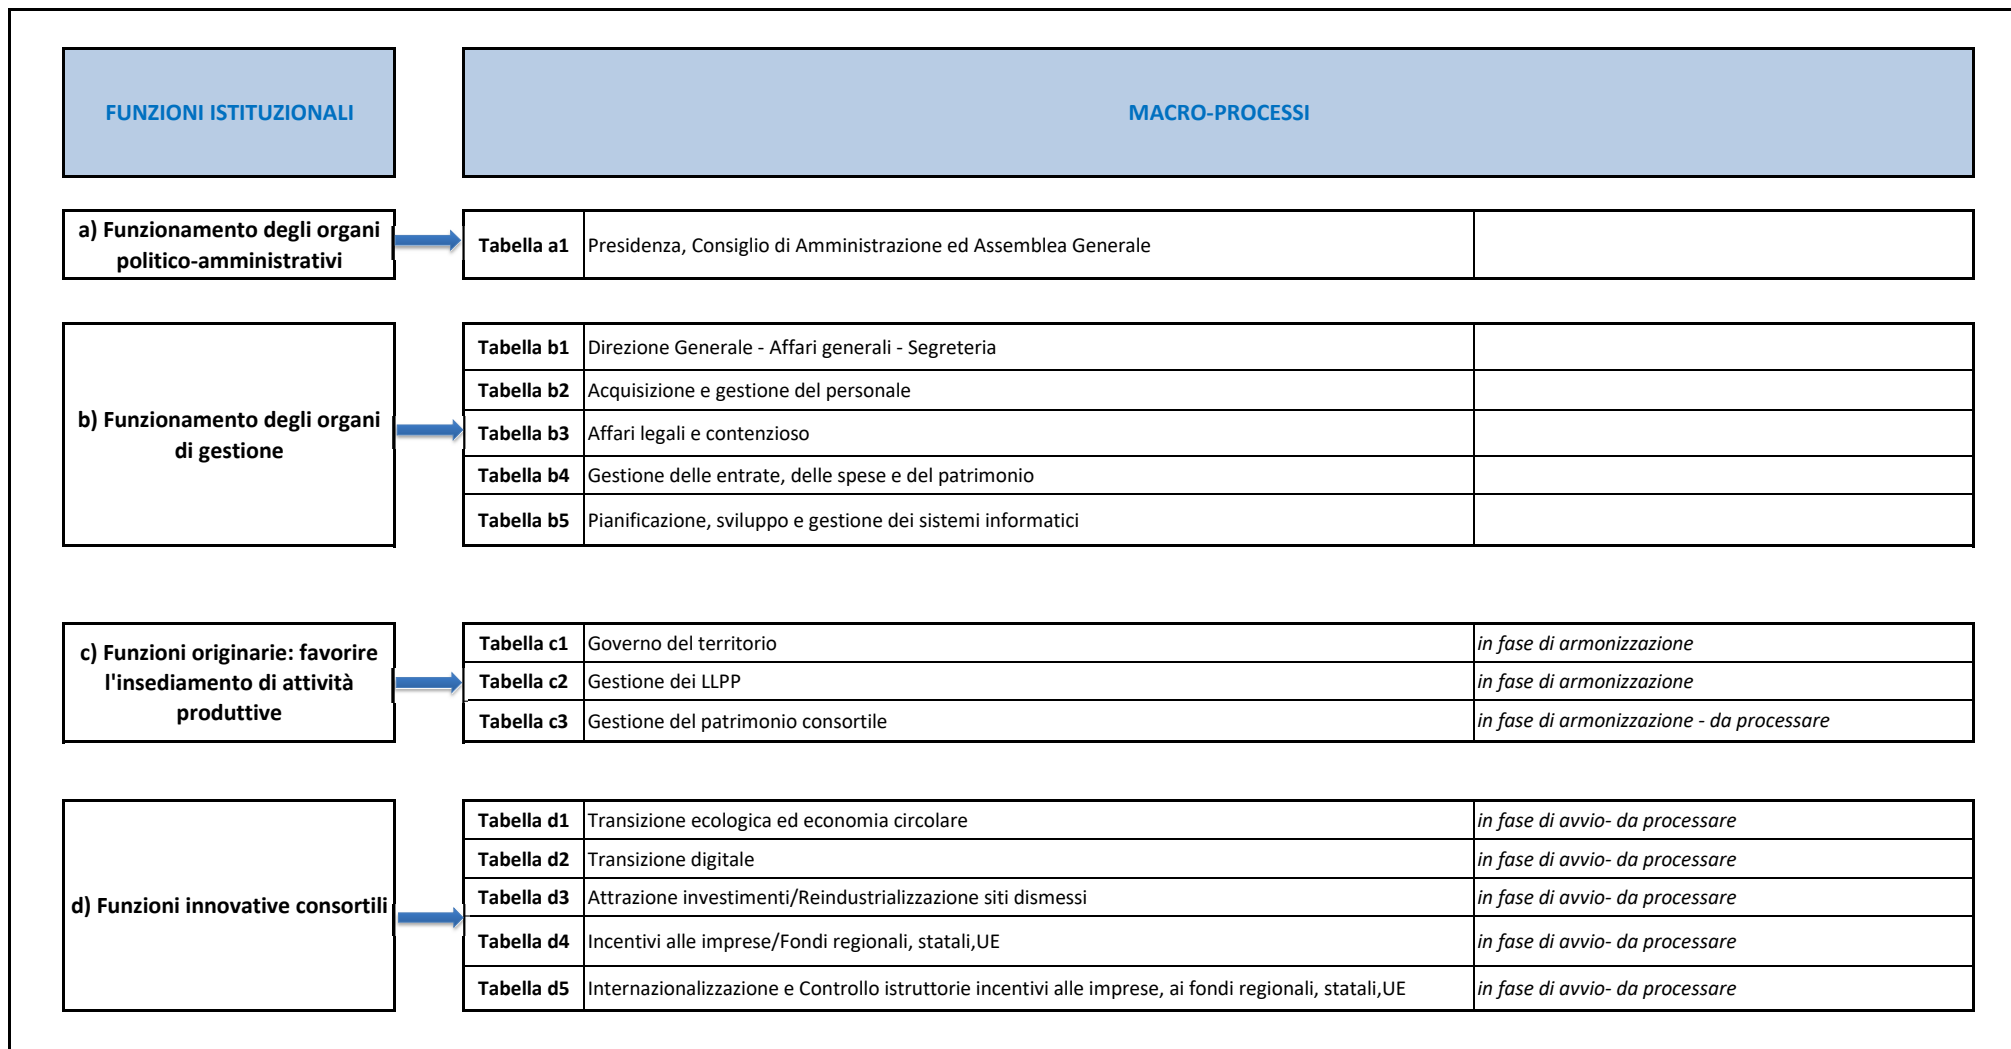 FUNZIONI ISTITUZIONALI
MACRO-PROCESSI
a) Funzionamento degli organi
politico-amministrativi
Tabella a1 Presidenza, Consiglio di Amministrazione ed Assemblea Generale
b) Funzionamento degli organi
di gestione
Tabella b1 Direzione Generale - Affari generali - Segreteria
Tabella b2 Acquisizione e gestione del personale
Tabella b3 Affari legali e contenzioso
Tabella b4 Gestione delle entrate, delle spese e del patrimonio
Tabella b5 Pianificazione, sviluppo e gestione dei sistemi informatici
c) Funzioni originarie: favorire
l'insediamento di attività
produttive
Tabella c1 Governo del territorio in fase di armonizzazione
Tabella c2 Gestione dei LLPP in fase di armonizzazione
Tabella c3 Gestione del patrimonio consortile in fase di armonizzazione - da processare
d) Funzioni innovative consortili
Tabella d1 Transizione ecologica ed economia circolare in fase di avvio- da processare
Tabella d2 Transizione digitale in fase di avvio- da processare
Tabella d3 Attrazione investimenti/Reindustrializzazione siti dismessi in fase di avvio- da processare
Tabella d4 Incentivi alle imprese/Fondi regionali, statali,UE in fase di avvio- da processare
Tabella d5 Internazionalizzazione e Controllo istruttorie incentivi alle imprese, ai fondi regionali, statali,UE in fase di avvio- da processare